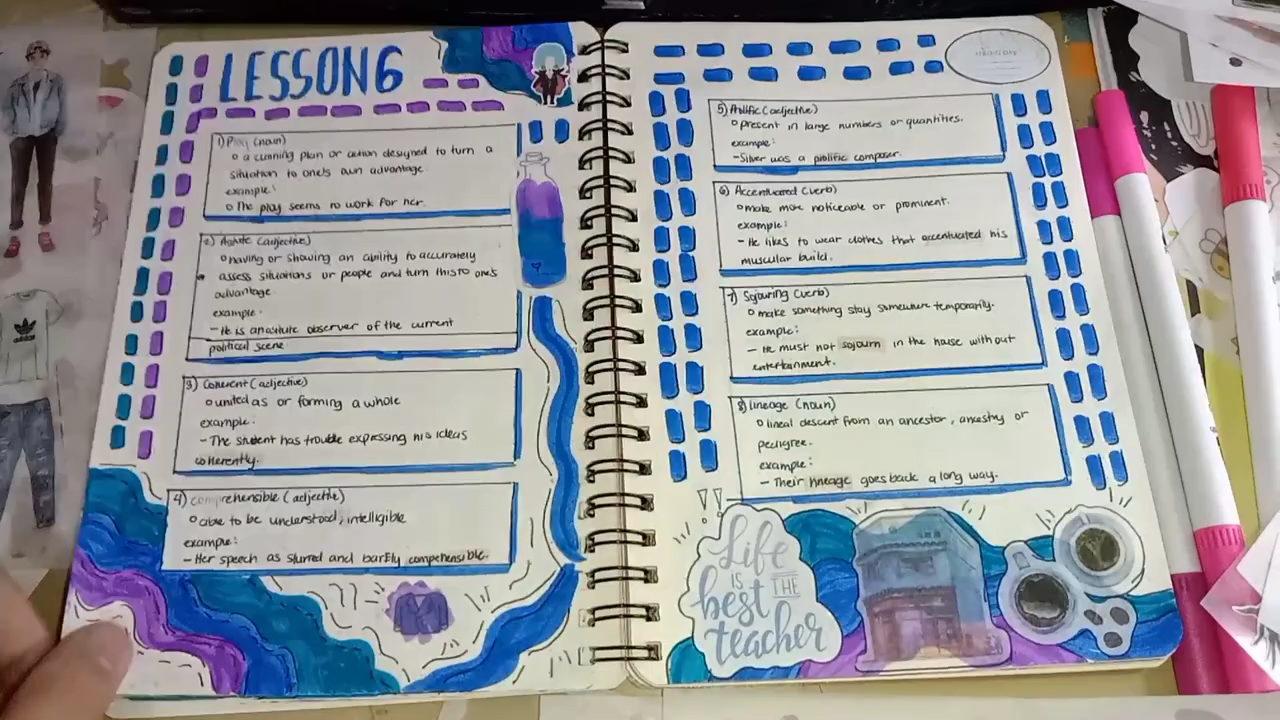 LESSON 6
1) Ploy (noun)
o a cunning plan or action designed to turn a
situation to one's own advantage.
example:
o The ploy seems to work for her.
2) Astute (adjective)
o having or showing an ability to accurately
assess situations or people and turn this to one's
advantage
example:
- He is an astute observer of the current
political scene
3) Coherent (adjective)
o united as or forming a whole
example:
- The student has trouble expressing his ideas
coherently.
4) comprehensible (adjective)
o able to be understood, intelligible
example:
- Her speech as slurred and barely comprehensible.
5) Prolific (adjective)
o present in large numbers or quantities.
example:
- Silver was a prolific composer.
6) Accentuated (verb)
o make more noticeable or prominent.
example:
- He likes to wear clothes that accentuated his
muscular build.
7) Sojouring (verb)
o make something stay somewhere temporarily.
example:
- He must not sojourn in the house without
entertainment.
8) lineage (noun)
o lineal descent from an ancestor, ancestry or
pedigree.
example:
- Their lineage goes back a long way.
Life
IS THE
best
teacher
adidas